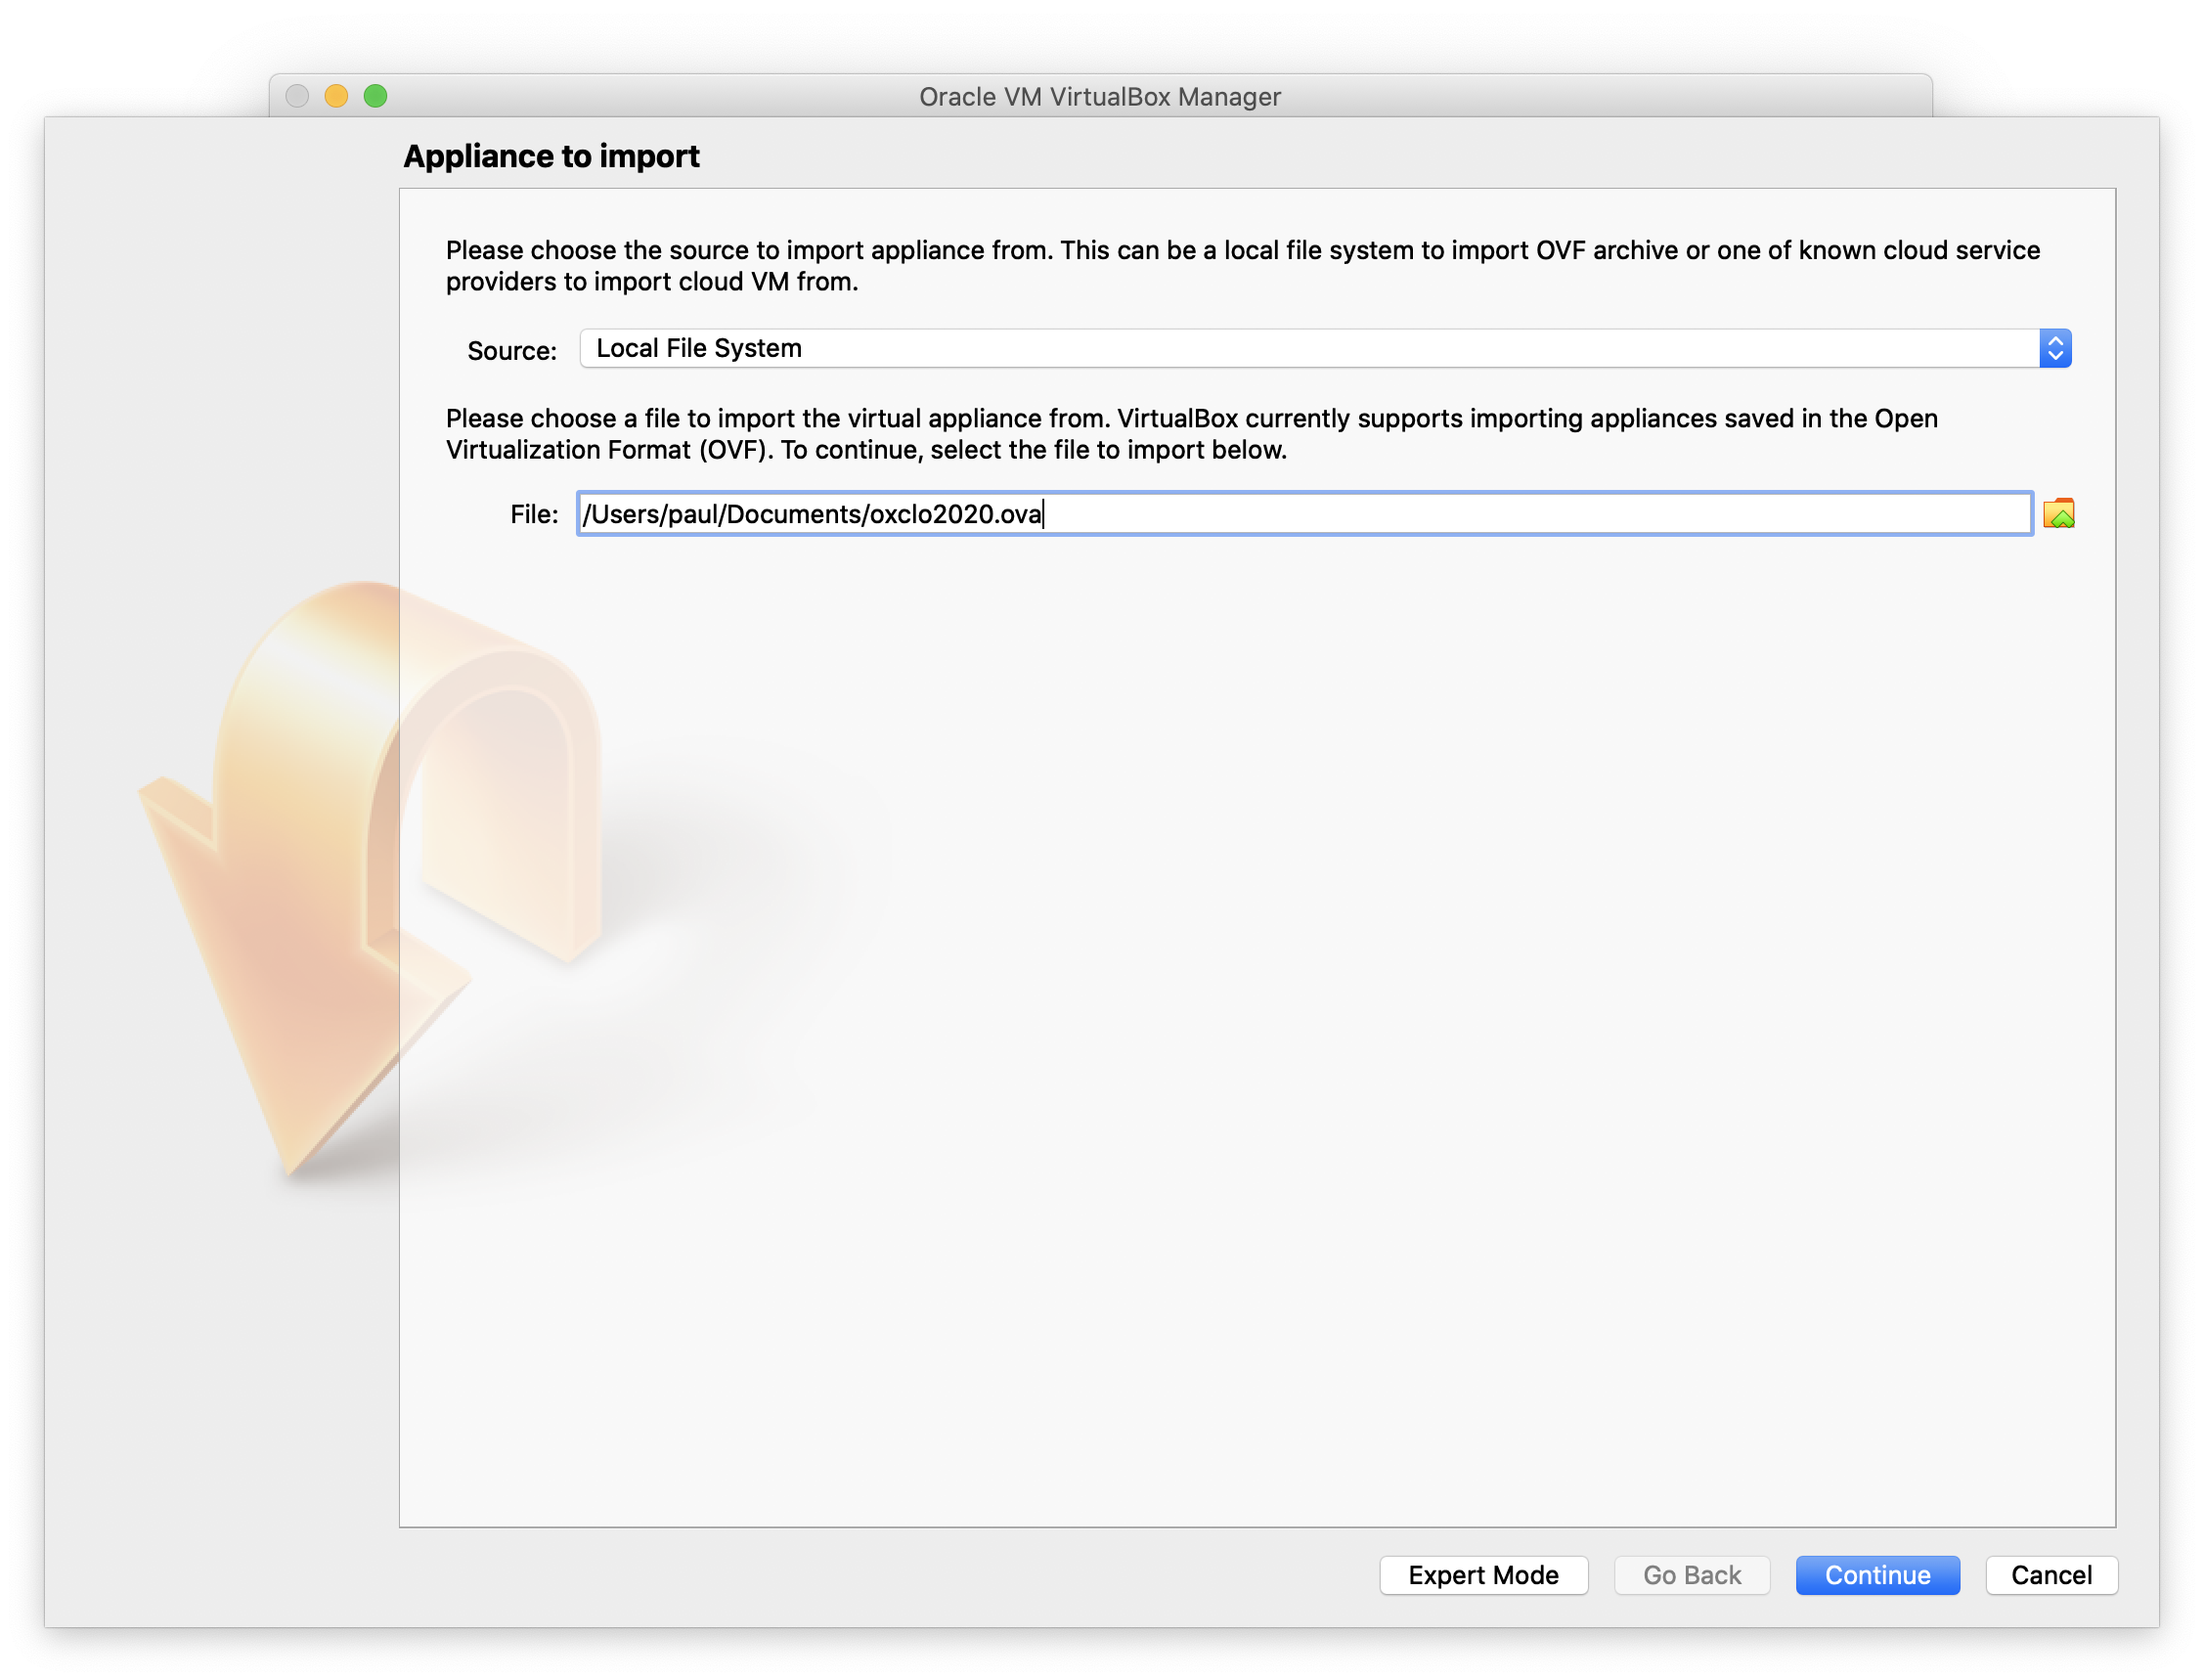 Oracle VM VirtualBox Manager
Appliance to import
Please choose the source to import appliance from. This can be a local file system to import OVF archive or one of known cloud service
providers to import cloud VM from.
Source: Local File System
Please choose a file to import the virtual appliance from. VirtualBox currently supports importing appliances saved in the Open
Virtualization Format (OVF). To continue, select the file to import below.
File: /Users/paul/Documents/oxclo2020.ova
Expert Mode Go Back Continue Cancel